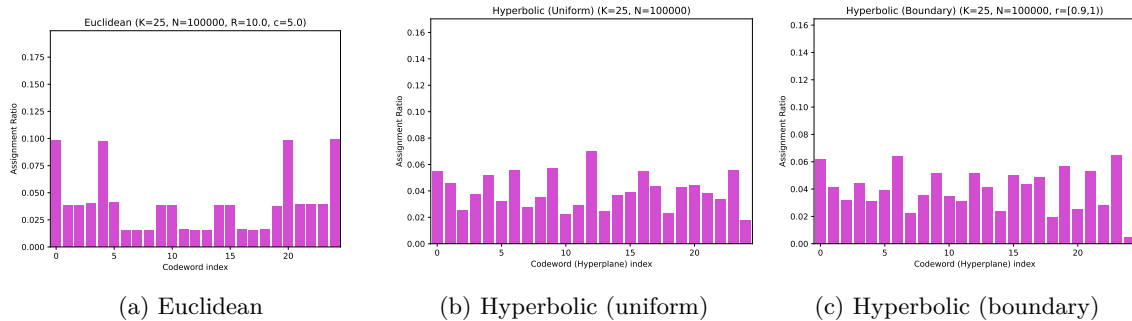 Euclidean (K=25, N=100000, R=10.0, c=5.0)
Assignment Ratio
0.175
0.150
0.125
0.100
0.075
0.050
0.025
0.000
0 5 10 15 20
Codeword index
(a) Euclidean
Hyperbolic (Uniform) (K=25, N=100000)
Assignment Ratio
0.16
0.14
0.12
0.10
0.08
0.06
0.04
0.02
0.00
0 5 10 15 20
Codeword (Hyperplane) index
(b) Hyperbolic (uniform)
Hyperbolic (Boundary) (K=25, N=100000, r=[0.9,1))
Assignment Ratio
0.16
0.14
0.12
0.10
0.08
0.06
0.04
0.02
0.00
0 5 10 15 20
Codeword (Hyperplane) index
(c) Hyperbolic (boundary)